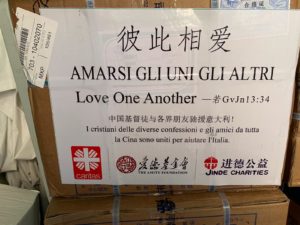 彼此相爱
AMARSI GLI UNI GLI ALTRI
Love One Another —若GvJn13:34
中国基督徒与各界朋友驰援意大利！
I cristiani delle diverse confessioni e gli amici da tutta
la Cina sono uniti per aiutare l'Italia.
caritas
爱德基金会
THE AMITY FOUNDATION
进德公益
JINDE CHARITIES
703-10402070